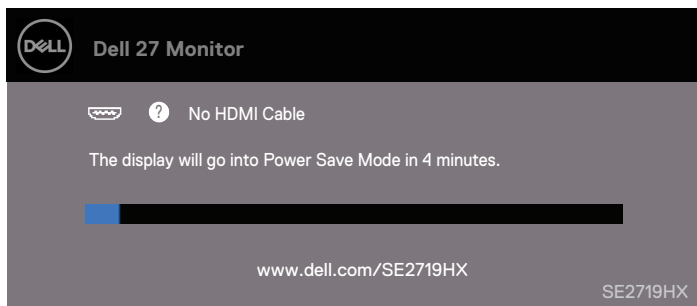 DELL
Dell 27 Monitor
? No HDMI Cable
The display will go into Power Save Mode in 4 minutes.
www.dell.com/SE2719HX
SE2719HX